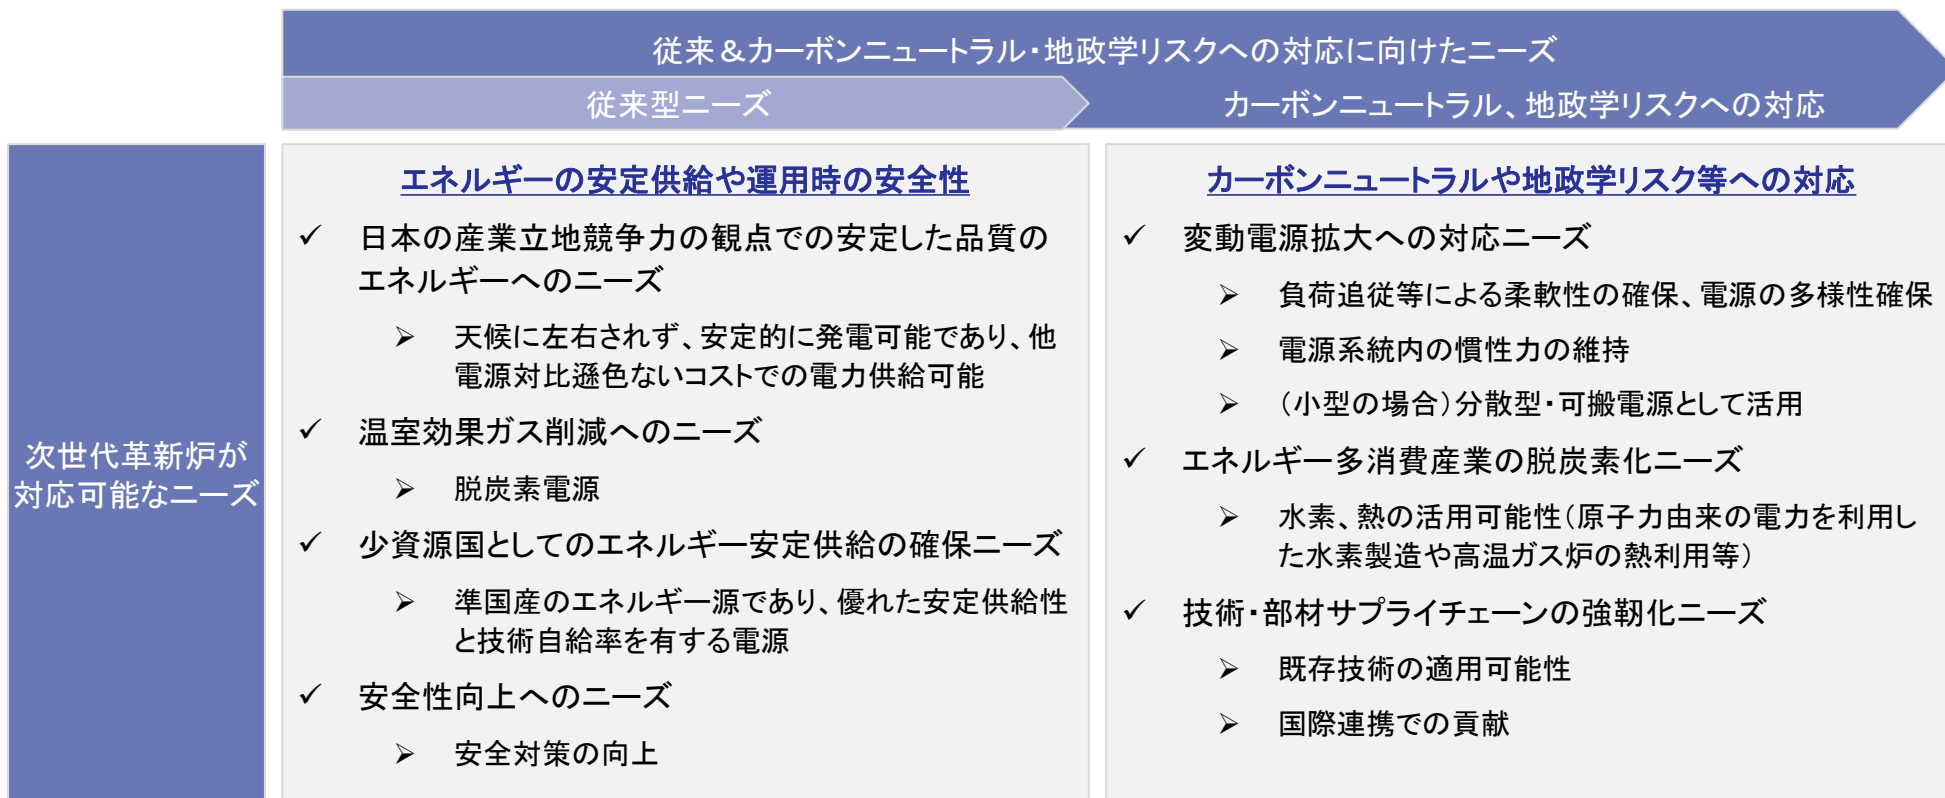 従来&カーボンニュートラル・地政学リスクへの対応に向けたニーズ
従来型ニーズ
カーボンニュートラル、地政学リスクへの対応
次世代革新炉が
対応可能なニーズ
エネルギーの安定供給や運用時の安全性
✓ 日本の産業立地競争力の観点での安定した品質の
エネルギーへのニーズ
➢ 天候に左右されず、安定的に発電可能であり、他
電源対比遜色ないコストでの電力供給可能
✓ 温室効果ガス削減へのニーズ
➢ 脱炭素電源
✓ 少資源国としてのエネルギー安定供給の確保ニーズ
➢ 準国産のエネルギー源であり、優れた安定供給性
と技術自給率を有する電源
✓ 安全性向上へのニーズ
➢ 安全対策の向上
カーボンニュートラルや地政学リスク等への対応
✓ 変動電源拡大への対応ニーズ
➢ 負荷追従等による柔軟性の確保、電源の多様性確保
➢ 電源系統内の慣性力の維持
➢ (小型の場合)分散型・可搬電源として活用
✓ エネルギー多消費産業の脱炭素化ニーズ
➢ 水素、熱の活用可能性(原子力由来の電力を利用し
た水素製造や高温ガス炉の熱利用等)
✓ 技術・部材サプライチェーンの強靭化ニーズ
➢ 既存技術の適用可能性
➢ 国際連携での貢献